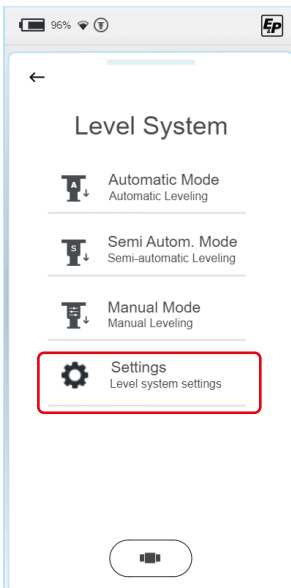 96%
E&P
Level System
A
Automatic Mode
Automatic Leveling
S
Semi Autom. Mode
Semi-automatic Leveling
Manual Mode
Manual Leveling
Settings
Level system settings